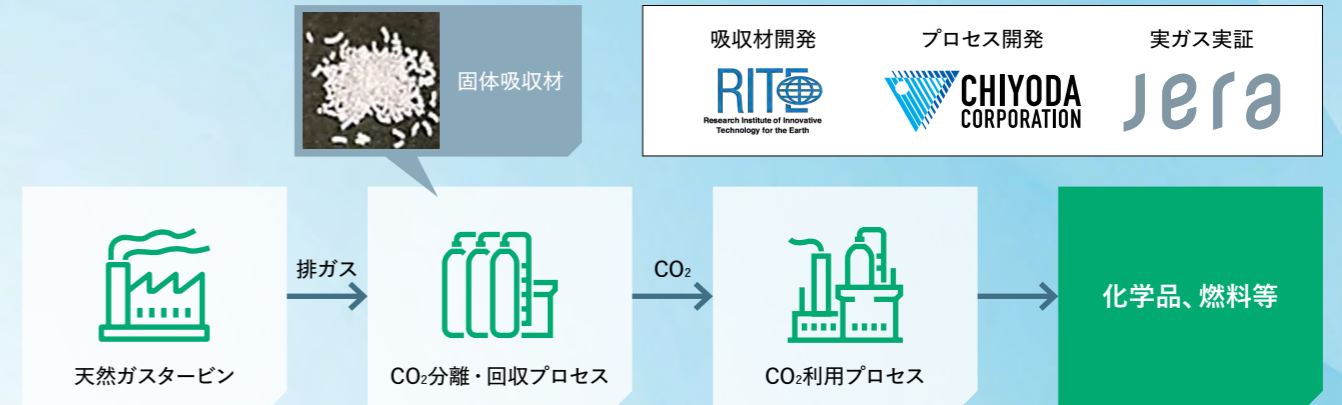 固体吸収材
吸収材開発
RITE
Research Institute of Innovative
Technology for the Earth
プロセス開発
CHIYODA
CORPORATION
実ガス実証
Jera
天然ガスタービン
排ガス
CO₂分離・回収プロセス
CO₂
CO₂利用プロセス
化学品、燃料等